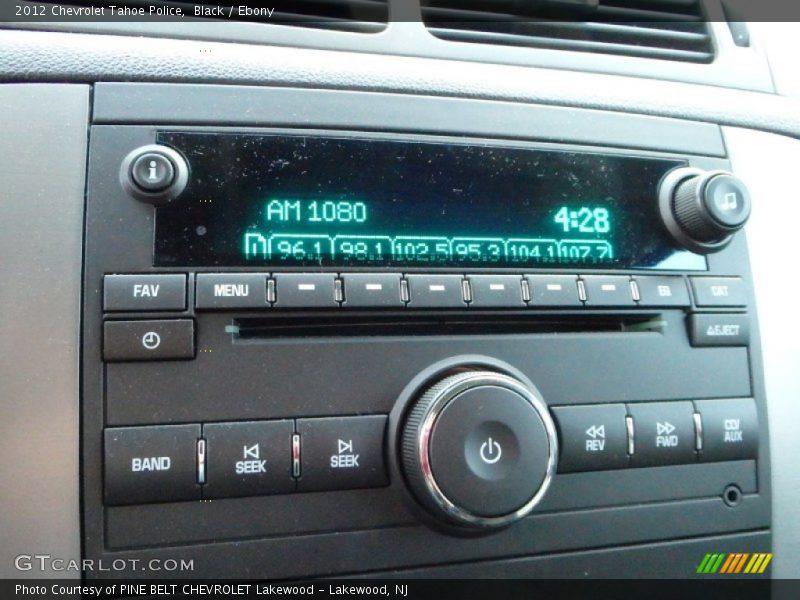 2012 Chevrolet Tahoe Police, Black / Ebony
i
AM 1080 4:28
96.1 98.1 102.5 95.3 104.1 107.7
FAV MENU EQ CAT
EJECT
BAND SEEK SEEK REV FWD CD/AUX
GTCARLOT.COM
Photo Courtesy of PINE BELT CHEVROLET Lakewood - Lakewood, NJ